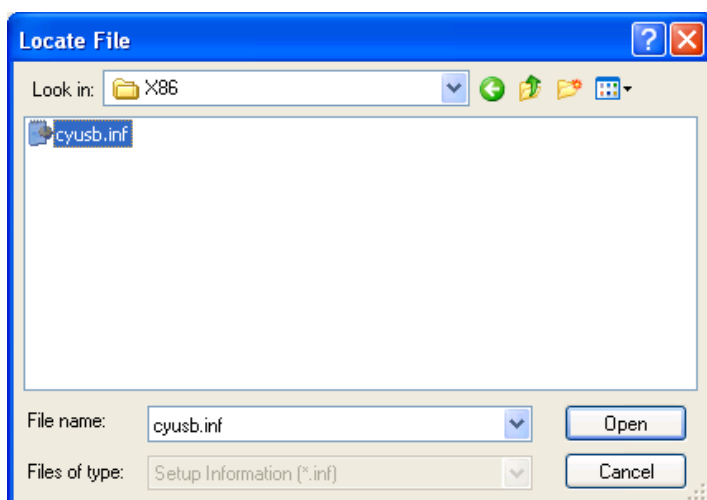 Locate File
Look in: X86
cyusb.inf
File name: cyusb.inf Open
Files of type: Setup Information (*.inf) Cancel